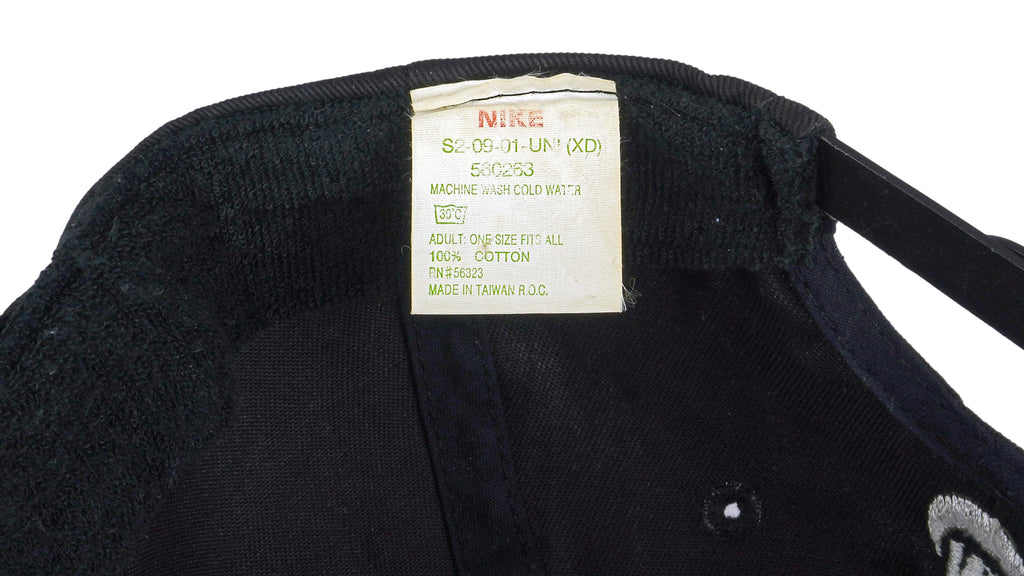 NIKE
S2-09-01-UNI (XD)
560263
MACHINE WASH COLD WATER
30°C
ADULT: ONE SIZE FITS ALL
100% COTTON
RN#56323
MADE IN TAIWAN R.O.C.